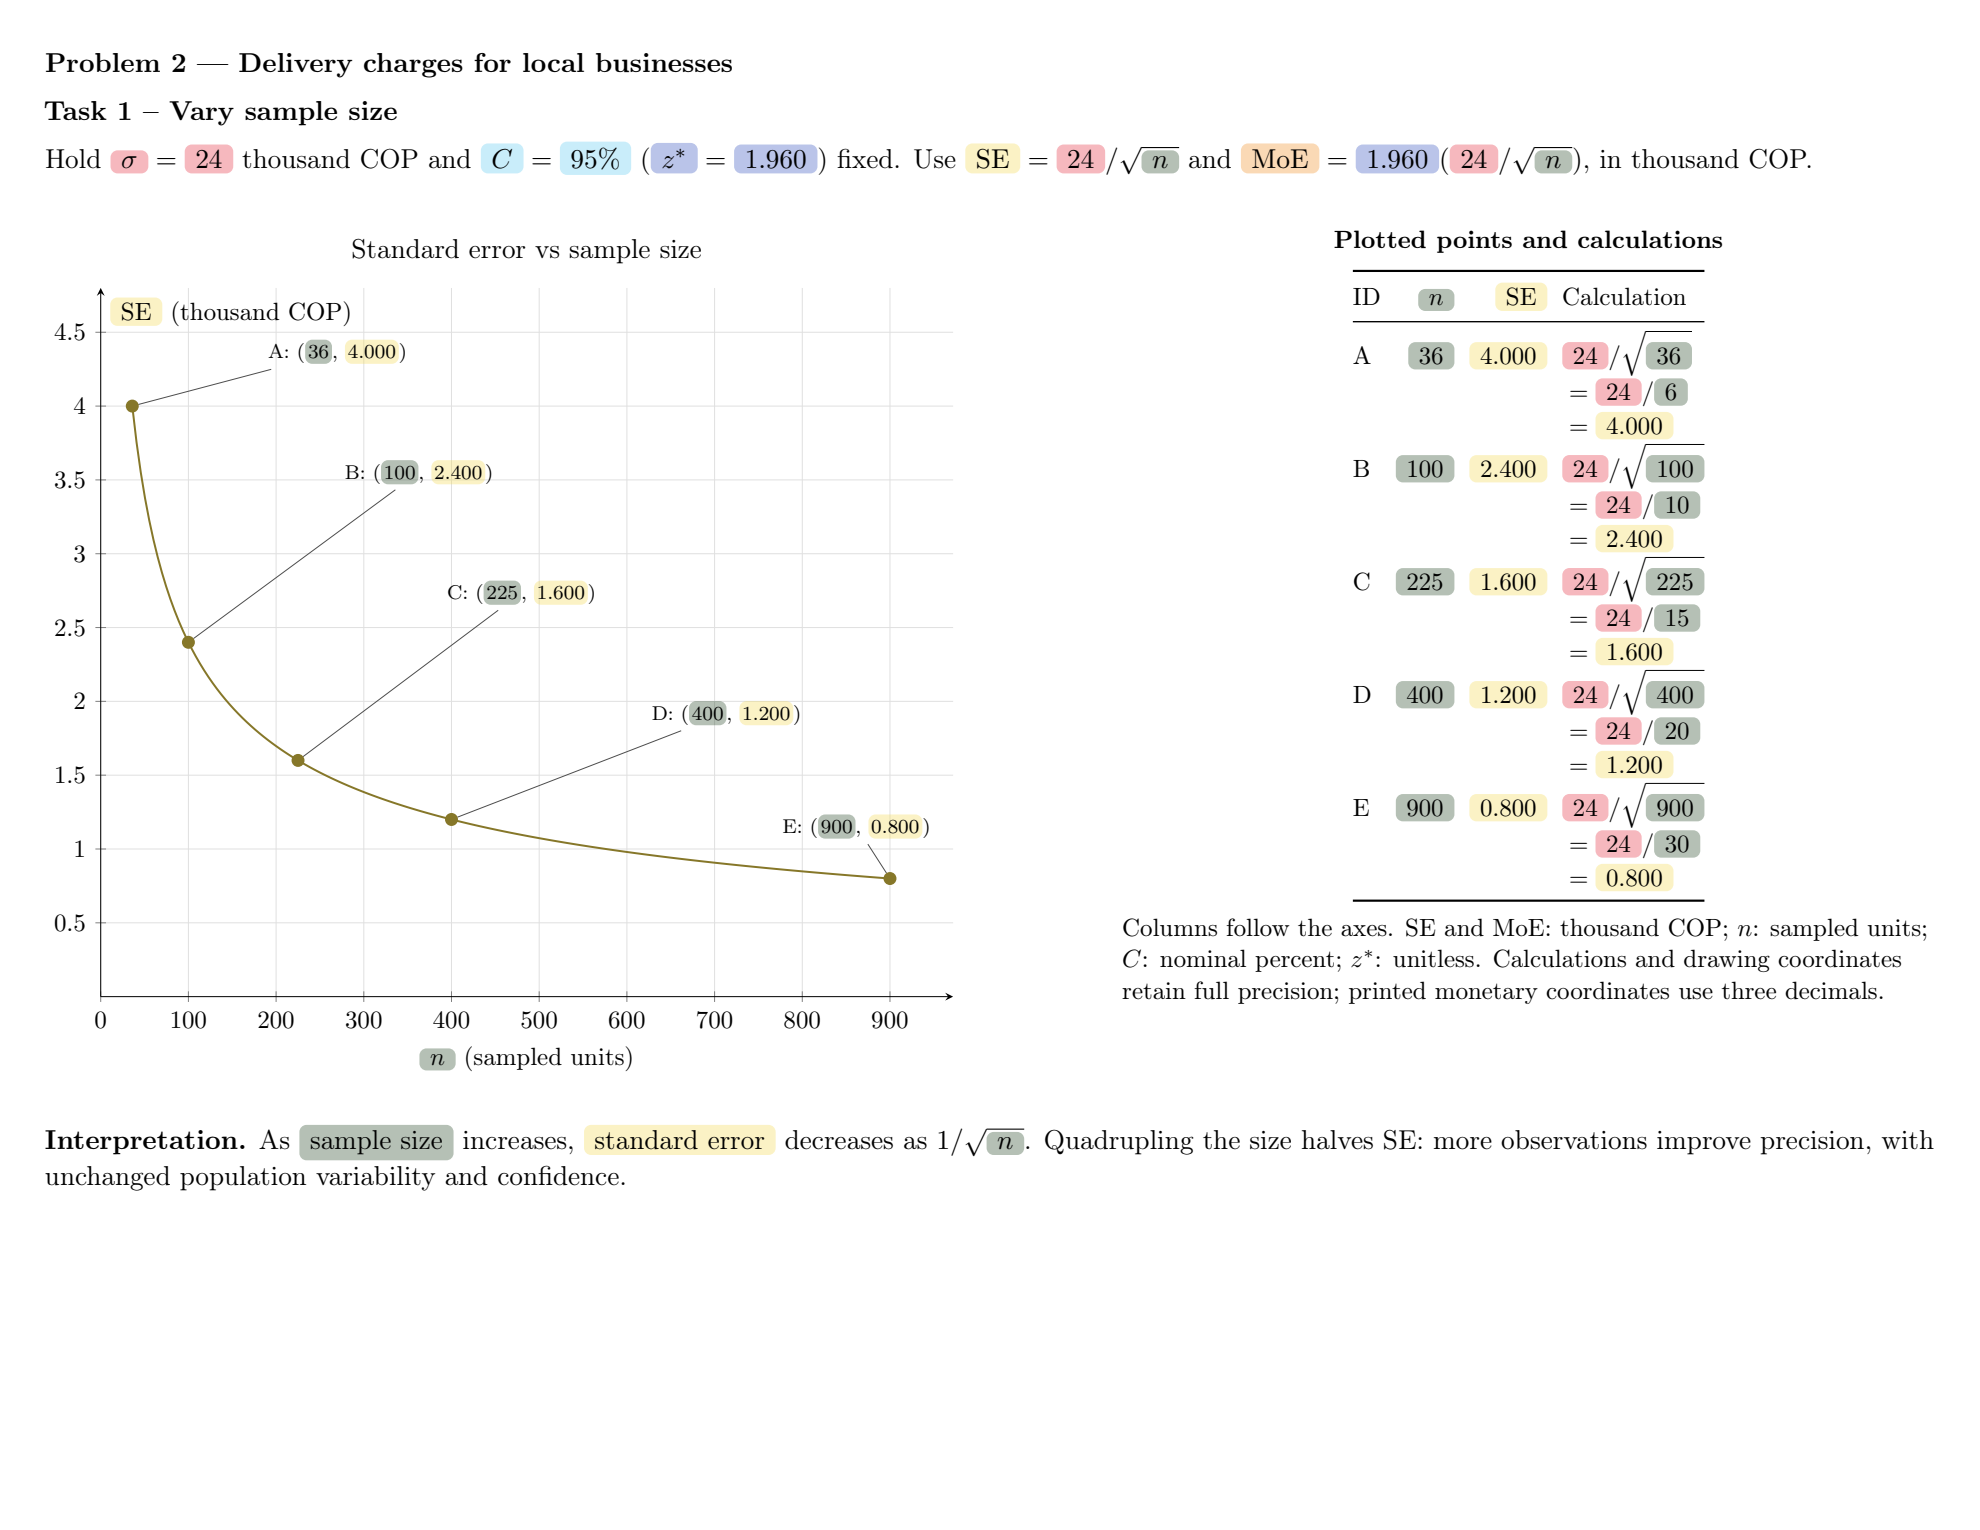 Problem 2 — Delivery charges for local businesses
Task 1 – Vary sample size
Hold σ = 24 thousand COP and C = 95% (z* = 1.960) fixed. Use SE = 24/√n and MoE = 1.960(24/√n), in thousand COP.
Standard error vs sample size
SE (thousand COP)
4.5
4
3.5
3
2.5
2
1.5
1
0.5
A: (36, 4.000)
B: (100, 2.400)
C: (225, 1.600)
D: (400, 1.200)
E: (900, 0.800)
0 100 200 300 400 500 600 700 800 900
n (sampled units)
Plotted points and calculations
ID n SE Calculation
A 36 4.000 24/√36
= 24/6
= 4.000
B 100 2.400 24/√100
= 24/10
= 2.400
C 225 1.600 24/√225
= 24/15
= 1.600
D 400 1.200 24/√400
= 24/20
= 1.200
E 900 0.800 24/√900
= 24/30
= 0.800
Columns follow the axes. SE and MoE: thousand COP; n: sampled units;
C: nominal percent; z*: unitless. Calculations and drawing coordinates
retain full precision; printed monetary coordinates use three decimals.
Interpretation. As sample size increases, standard error decreases as 1/√n. Quadrupling the size halves SE: more observations improve precision, with
unchanged population variability and confidence.